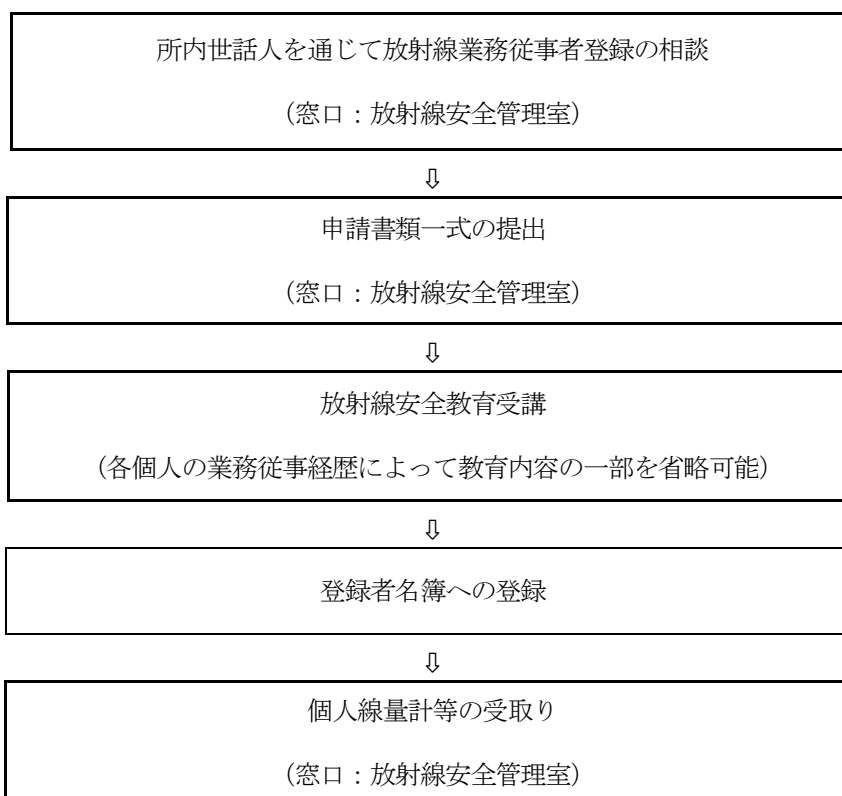 所内世話人を通じて放射線業務従事者登録の相談
（窓口：放射線安全管理室）
⇩
申請書類一式の提出
（窓口：放射線安全管理室）
⇩
放射線安全教育受講
（各個人の業務従事経歴によって教育内容の一部を省略可能）
⇩
登録者名簿への登録
⇩
個人線量計等の受取り
（窓口：放射線安全管理室）